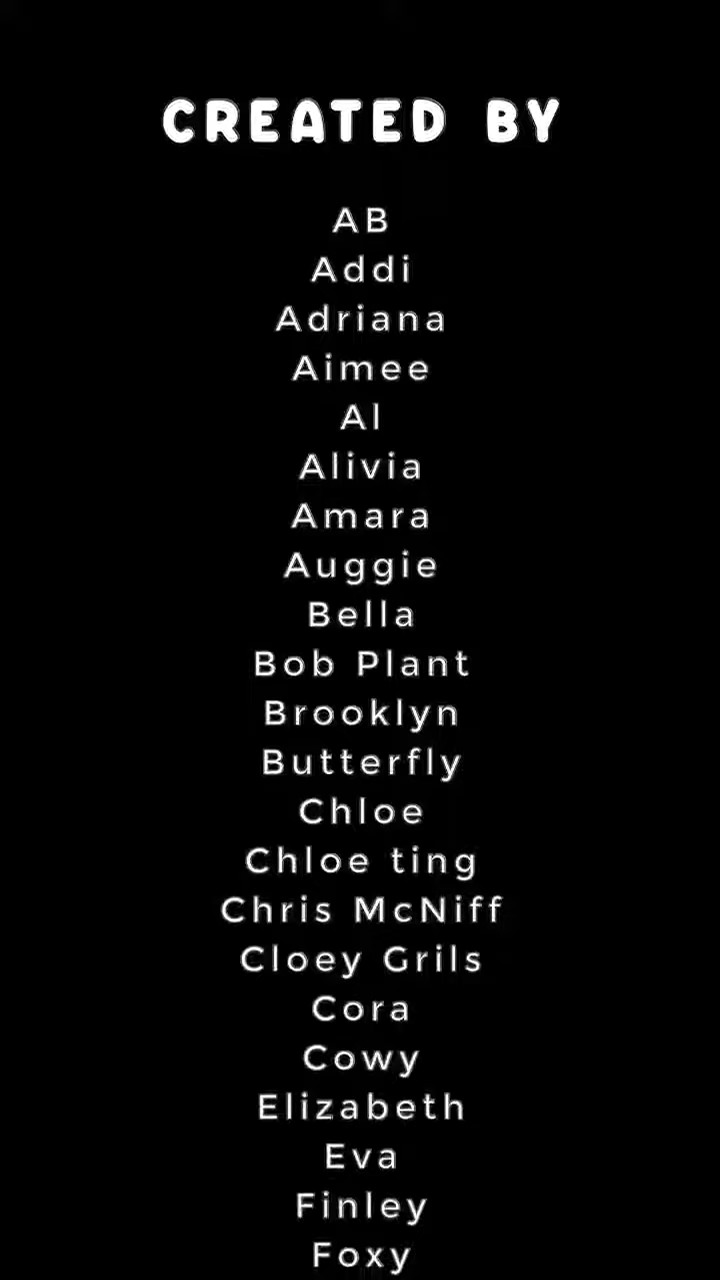 CREATED BY
AB
Addi
Adriana
Aimee
Al
Alivia
Amara
Auggie
Bella
Bob Plant
Brooklyn
Butterfly
Chloe
Chloe ting
Chris McNiff
Cloey Grils
Cora
Cowy
Elizabeth
Eva
Finley
Foxy